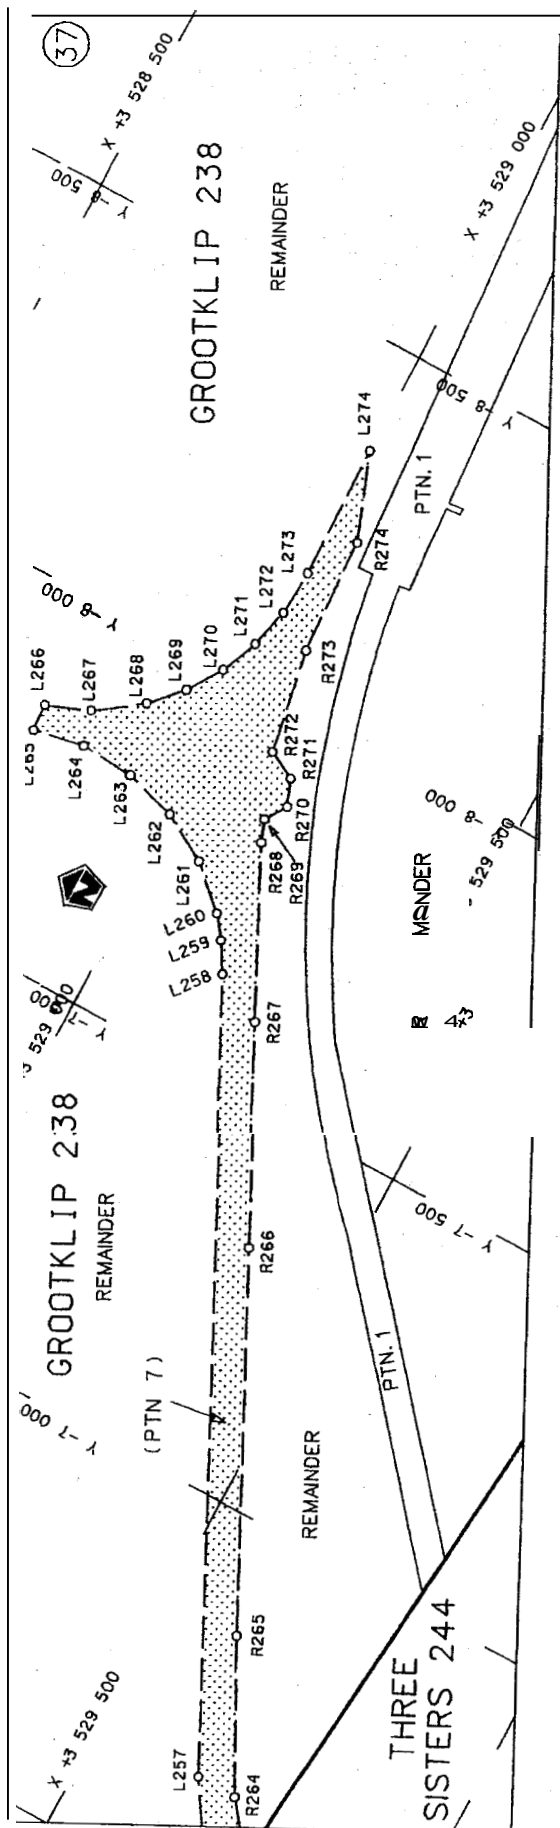 37
X +3 528 500
Y -8 500
GROOTKLIP 238
REMAINDER
X +3 529 000
Y -8 500
PTN. 1
L274
R274
L273
L272
L271
L270
L269
L268
L267
L266
L265
L264
L263
L262
L261
L260
L259
L258
Y -8 000
R273
R272
R271
R270
R269
R268
R267
Y -8 000
529 500
529 000
GROOTKLIP 238
REMAINDER
R266
Y -7 500
Y -7 000
(PTN 7)
PTN. 1
REMAINDER
R265
X +3 529 500
L257
R264
THREE
SISTERS 244